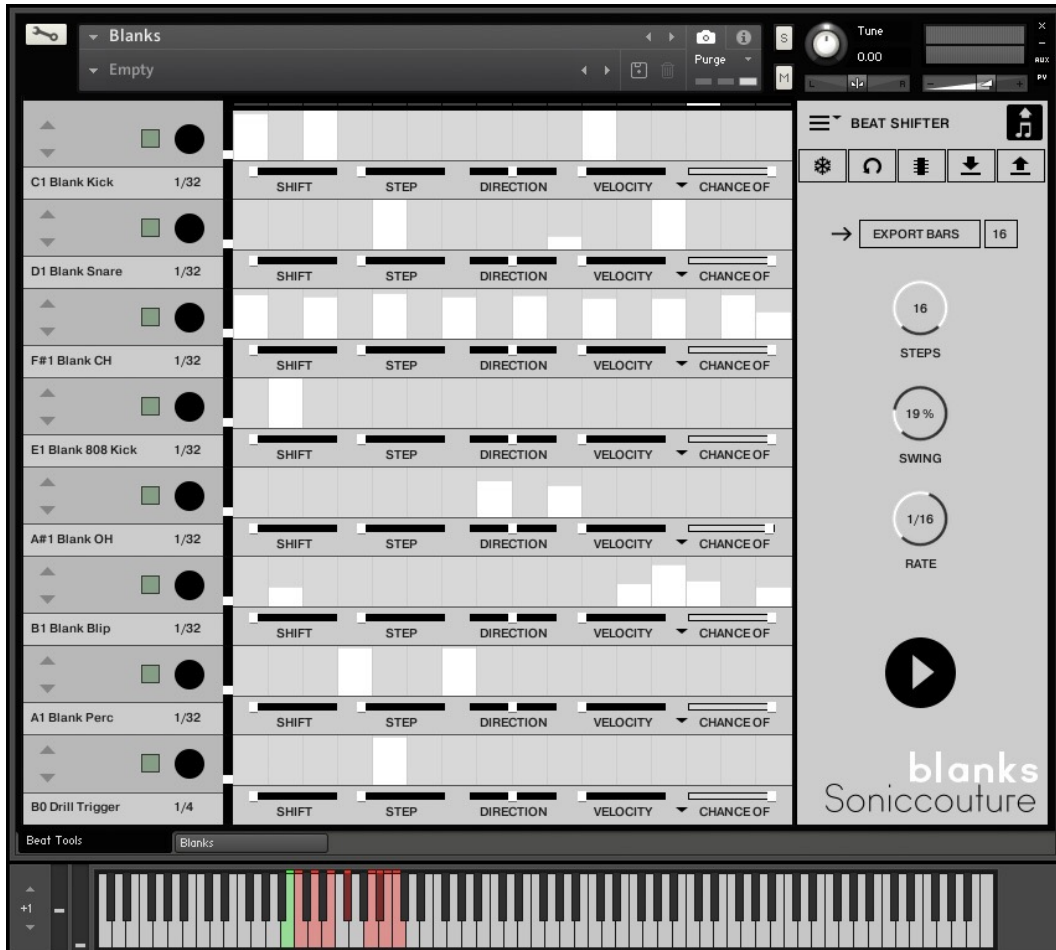 Blanks
Empty
Purge
S
M
Tune
0.00
L R
- +
×
–
AUX
PV
BEAT SHIFTER
C1 Blank Kick 1/32
SHIFT STEP DIRECTION VELOCITY CHANCE OF
D1 Blank Snare 1/32
SHIFT STEP DIRECTION VELOCITY CHANCE OF
F#1 Blank CH 1/32
SHIFT STEP DIRECTION VELOCITY CHANCE OF
E1 Blank 808 Kick 1/32
SHIFT STEP DIRECTION VELOCITY CHANCE OF
A#1 Blank OH 1/32
SHIFT STEP DIRECTION VELOCITY CHANCE OF
B1 Blank Blip 1/32
SHIFT STEP DIRECTION VELOCITY CHANCE OF
A1 Blank Perc 1/32
SHIFT STEP DIRECTION VELOCITY CHANCE OF
B0 Drill Trigger 1/4
SHIFT STEP DIRECTION VELOCITY CHANCE OF
EXPORT BARS 16
16
STEPS
19 %
SWING
1/16
RATE
blanks
Soniccouture
Beat Tools
Blanks
+1